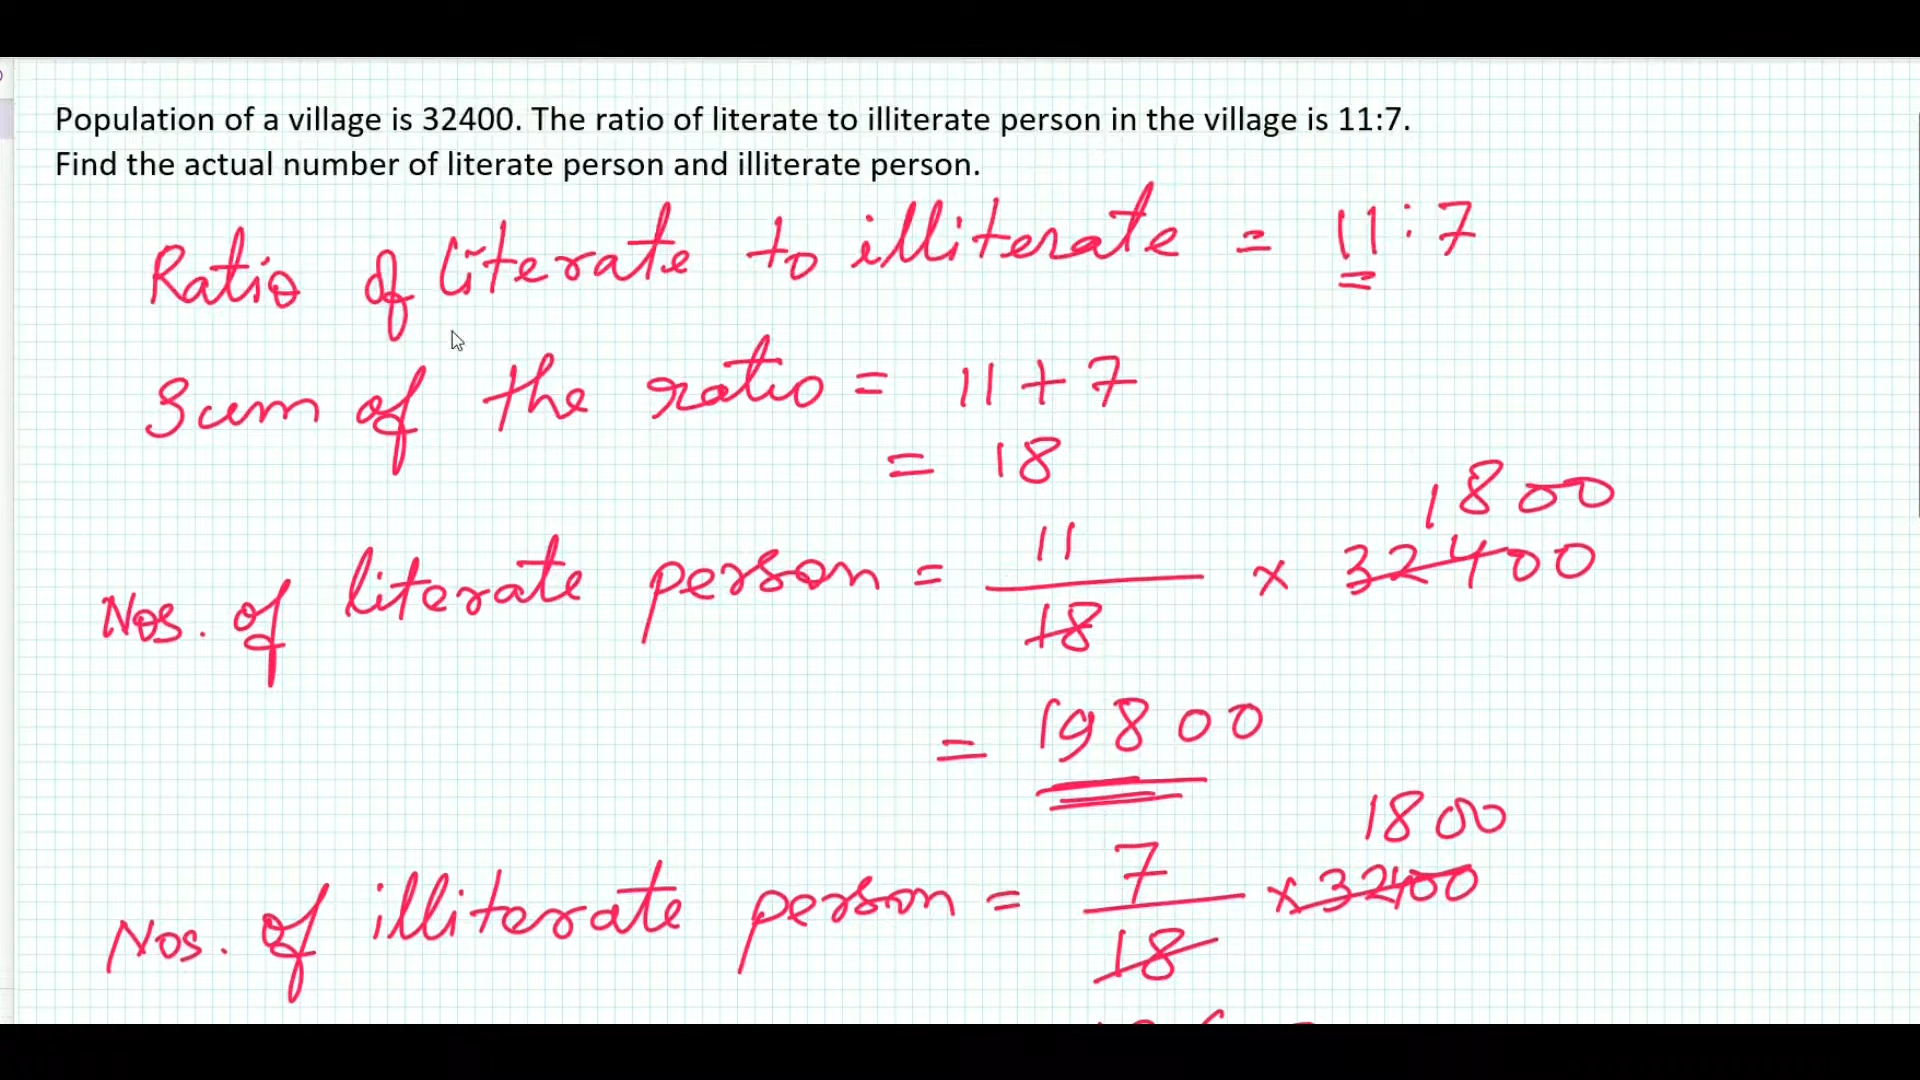 Population of a village is 32400. The ratio of literate to illiterate person in the village is 11:7.
Find the actual number of literate person and illiterate person.
Ratio of literate to illiterate = 11:7
Sum of the ratio = 11+7
= 18
1800
Nos. of literate person = 11/18 × 32400
= 19800
1800
Nos. of illiterate person = 7/18 × 32400